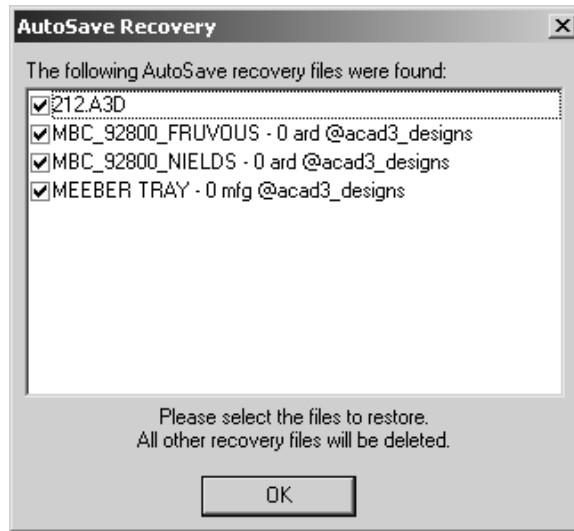 AutoSave Recovery
The following AutoSave recovery files were found:
212.A3D
MBC_92800_FRUVOUS - 0 ard @acad3_designs
MBC_92800_NIELDS - 0 ard @acad3_designs
MEEBER TRAY - 0 mfg @acad3_designs
Please select the files to restore.
All other recovery files will be deleted.
OK